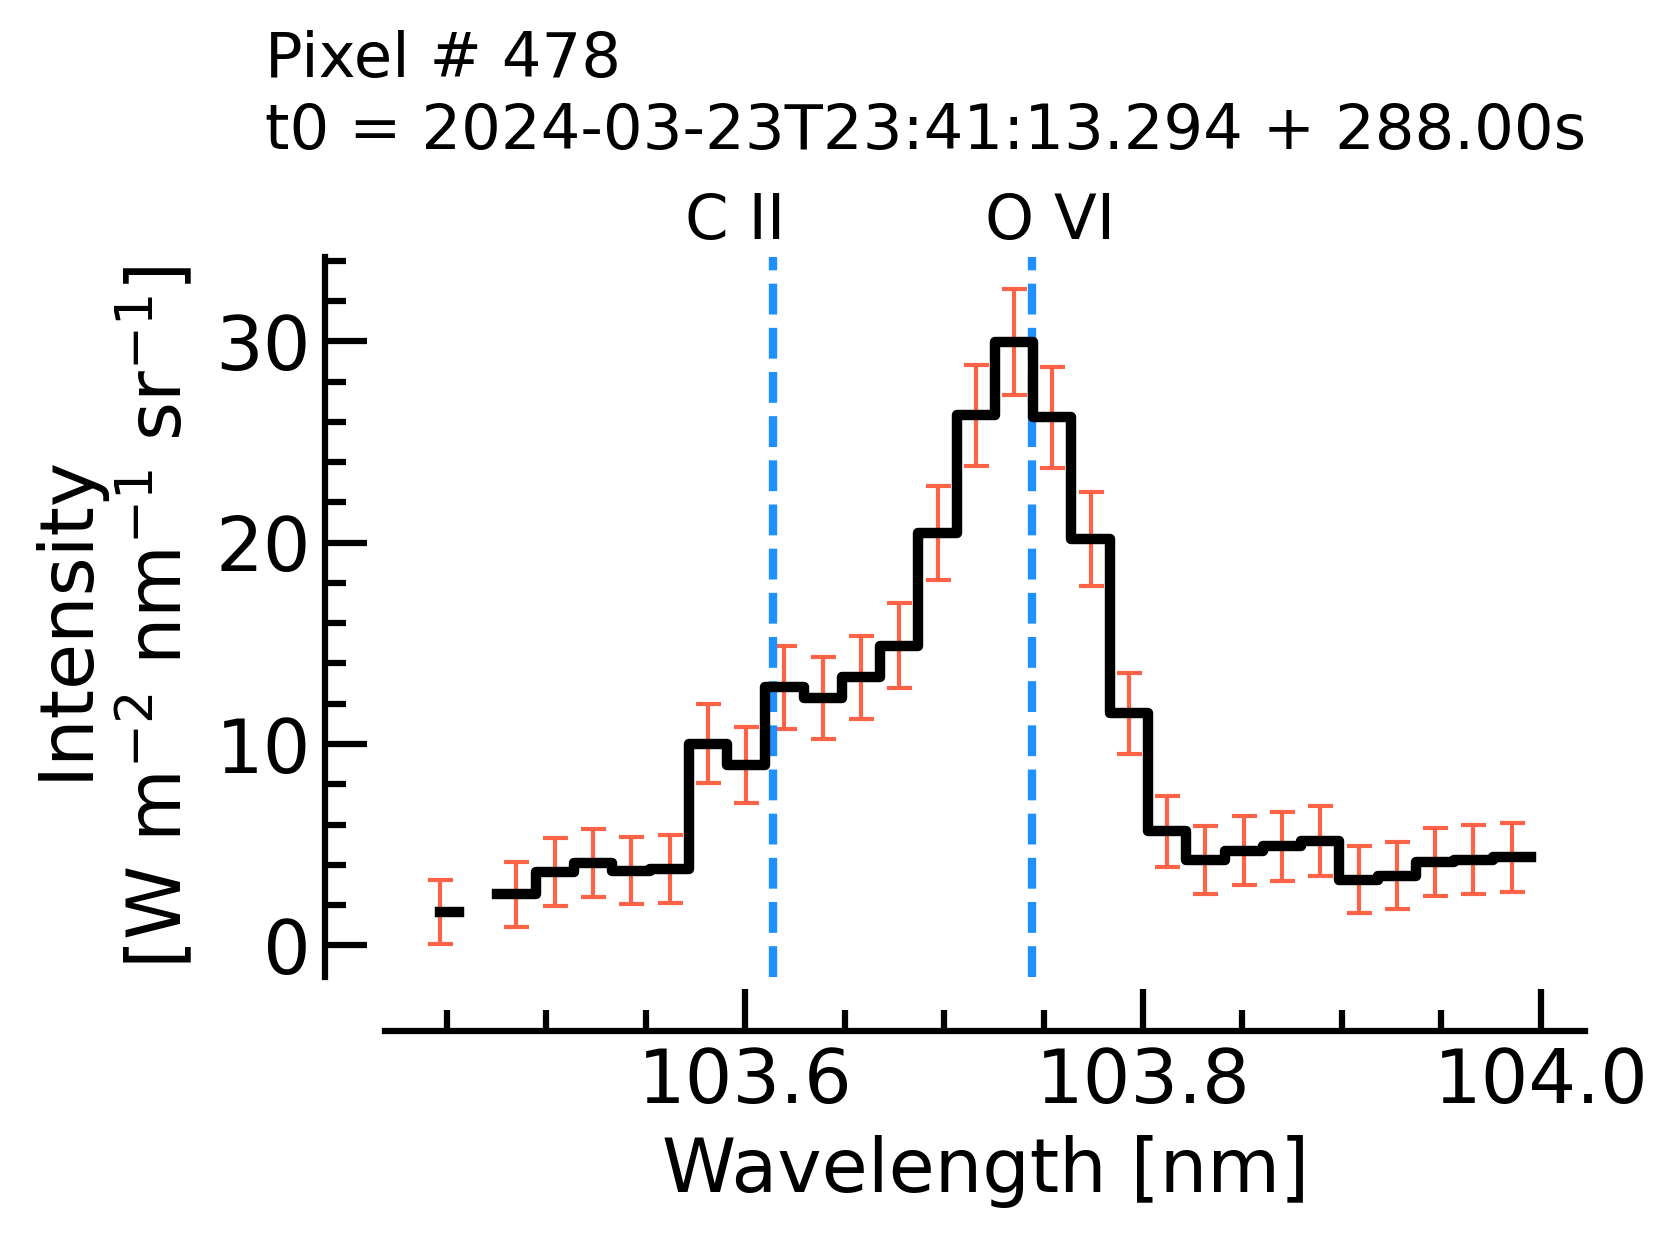 Pixel # 478
t0 = 2024-03-23T23:41:13.294 + 288.00s
C II O VI
Intensity
[W m⁻² nm⁻¹ sr⁻¹]
30
20
10
0
103.6 103.8 104.0
Wavelength [nm]